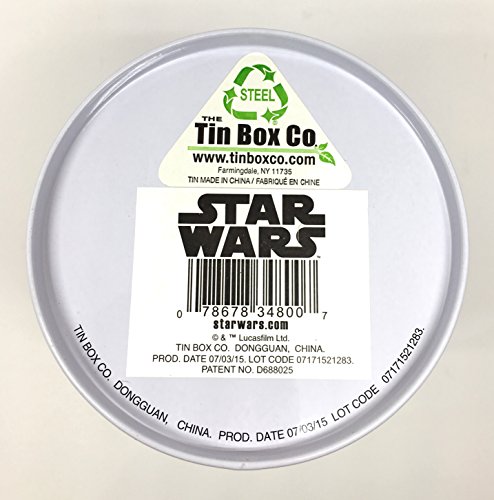 STEEL
THE
Tin Box Co.®
www.tinboxco.com
Farmingdale, NY 11735
TIN MADE IN CHINA / FABRIQUÉ EN CHINE
STAR
WARS™
0 78678 34800 7
starwars.com
© & ™ Lucasfilm Ltd.
TIN BOX CO. DONGGUAN, CHINA.
PROD. DATE 07/03/15. LOT CODE 07171521283.
PATENT NO. D688025
TIN BOX CO. DONGGUAN, CHINA. PROD. DATE 07/03/15 LOT CODE 07171521283.